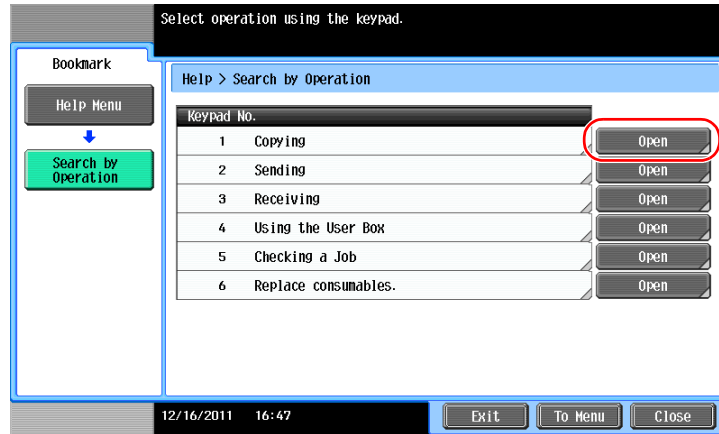 Select operation using the keypad.
Bookmark
Help > Search by Operation
Help Menu
Keypad No.
1 Copying Open
Search by
Operation
2 Sending Open
3 Receiving Open
4 Using the User Box Open
5 Checking a Job Open
6 Replace consumables. Open
12/16/2011 16:47 Exit To Menu Close